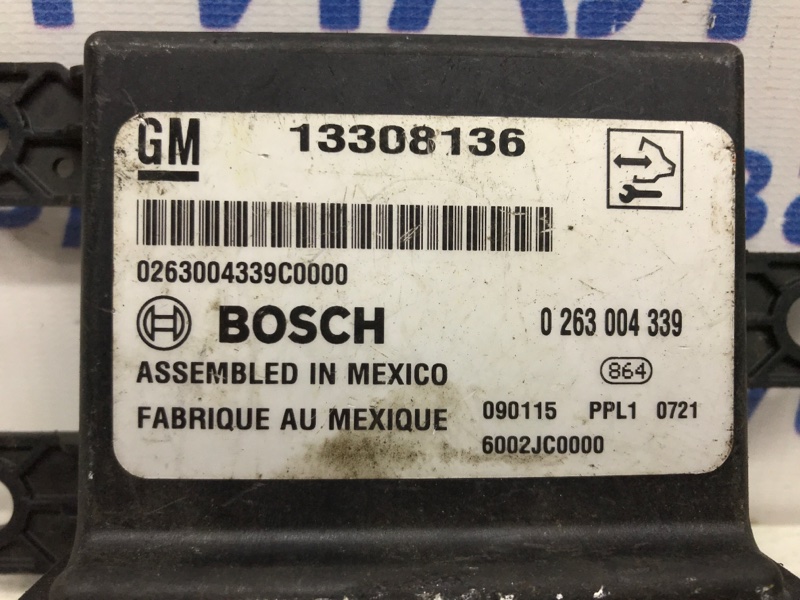 GM 13308136
0263004339C0000
BOSCH 0 263 004 339
ASSEMBLED IN MEXICO 864
FABRIQUE AU MEXIQUE 090115 PPL1 0721
6002JC0000